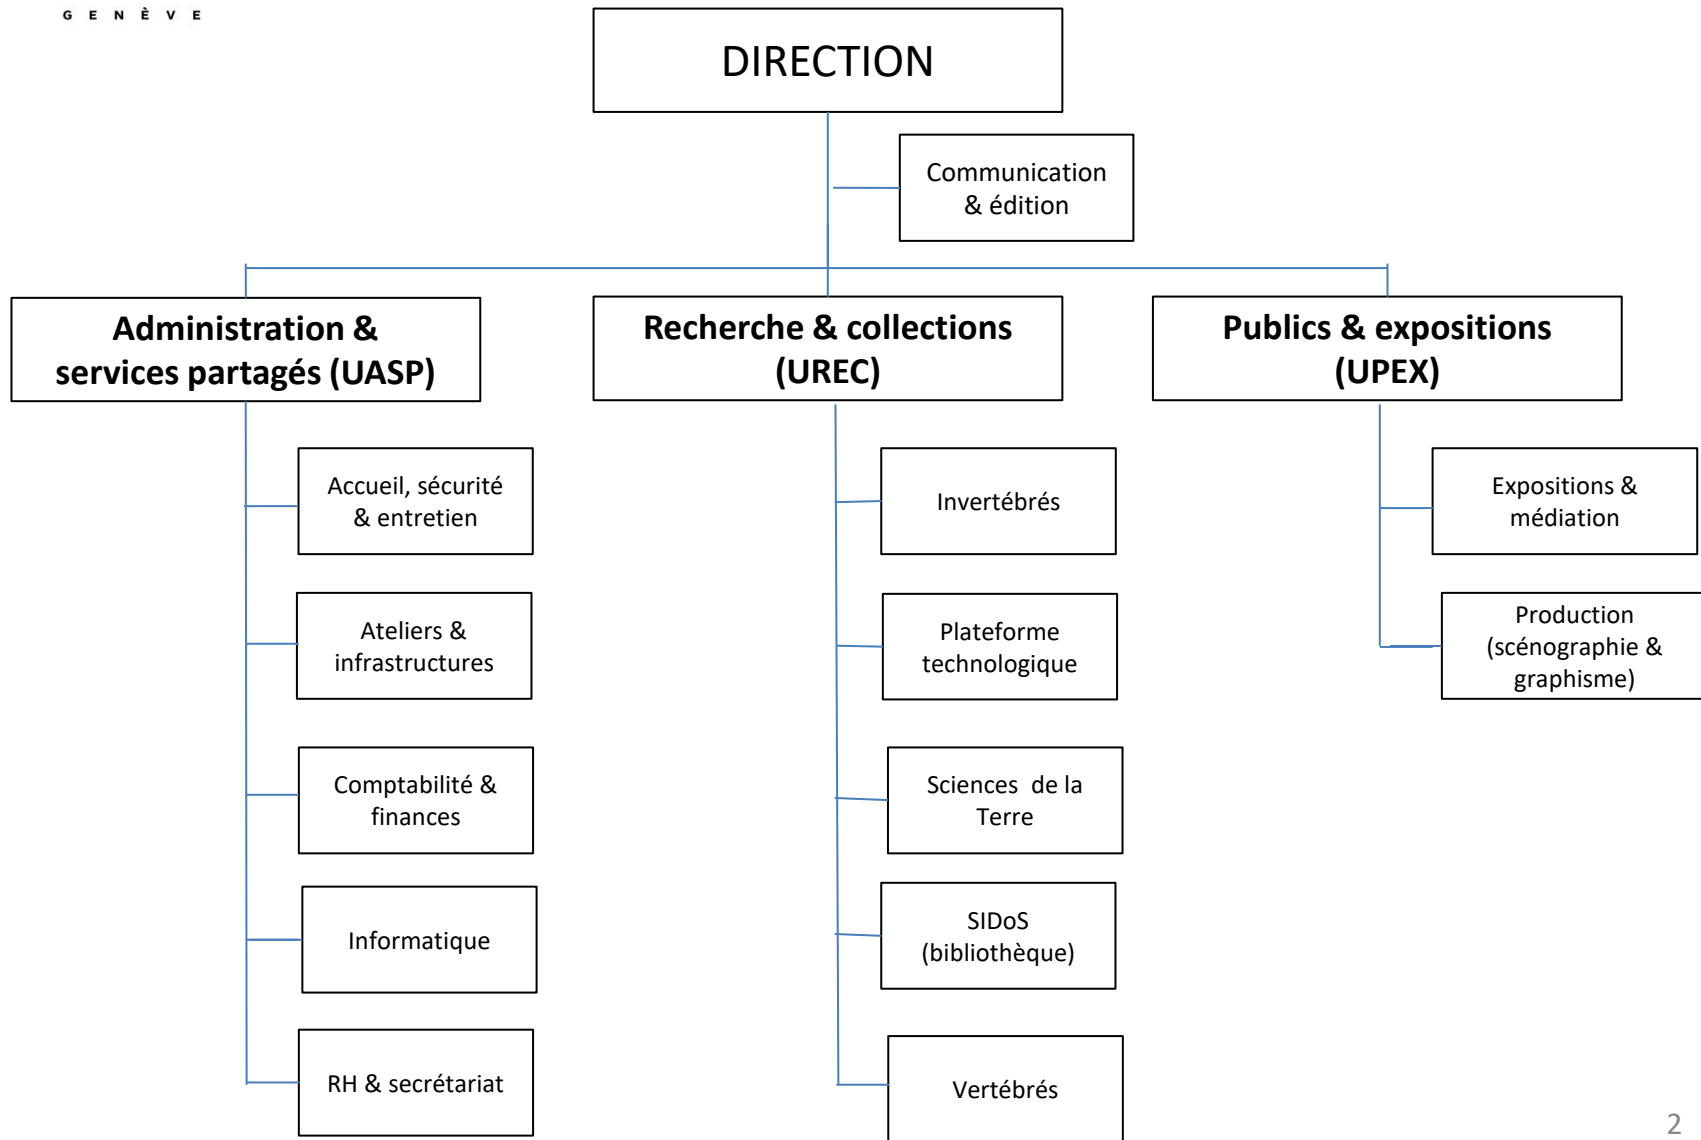 GENÈVE
DIRECTION
Communication
& édition
Administration &
services partagés (UASP)
Recherche & collections
(UREC)
Publics & expositions
(UPEX)
Accueil, sécurité
& entretien
Ateliers &
infrastructures
Comptabilité &
finances
Informatique
RH & secrétariat
Invertébrés
Plateforme
technologique
Sciences de la
Terre
SIDoS
(bibliothèque)
Vertébrés
Expositions &
médiation
Production
(scénographie &
graphisme)
2